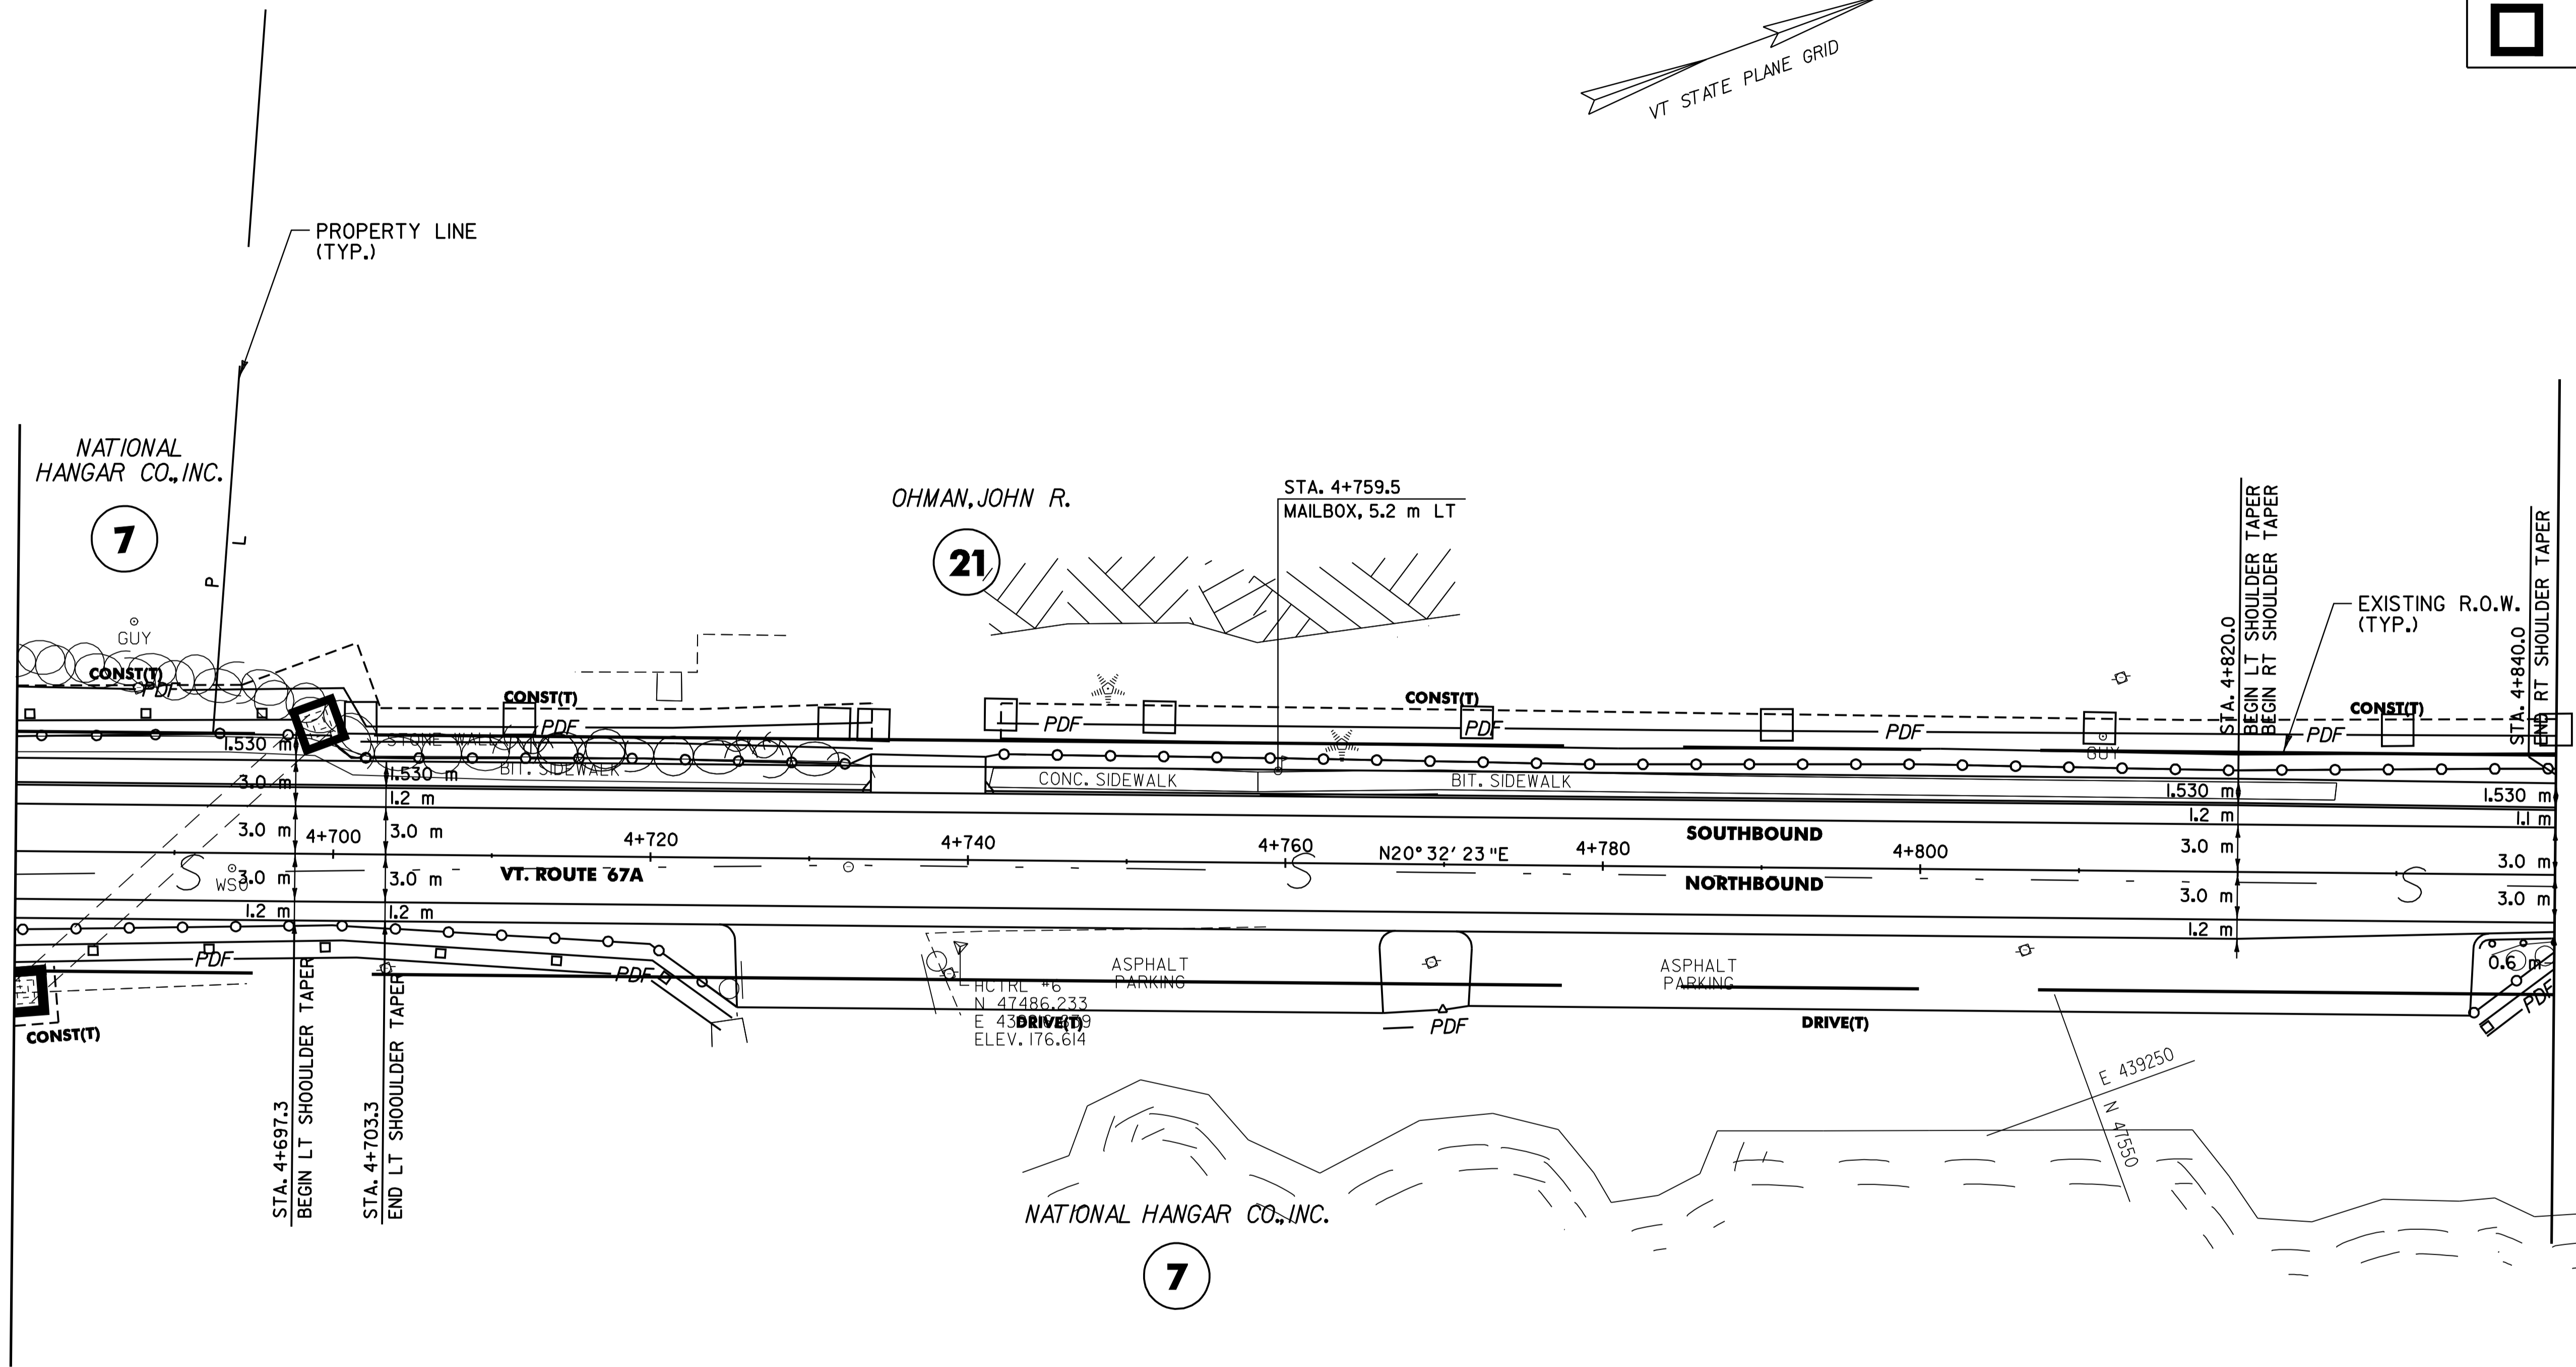 VT STATE PLANE GRID
PROPERTY LINE
(TYP.)
NATIONAL
HANGAR CO., INC.
7
P L
OHMAN, JOHN R.
21
STA. 4+759.5
MAILBOX, 5.2 m LT
STA. 4+820.0
BEGIN LT SHOULDER TAPER
BEGIN RT SHOULDER TAPER
STA. 4+840.0
END RT SHOULDER TAPER
EXISTING R.O.W.
(TYP.)
GUY
CONST(T)
PDF
CONST(T)
PDF
PDF
CONST(T)
PDF
PDF
GUY
CONST(T)
PDF
STONE WALL
BIT. SIDEWALK
CONC. SIDEWALK
BIT. SIDEWALK
1.530 m
3.0 m
3.0 m
3.0 m
1.2 m
1.530 m
1.2 m
3.0 m
3.0 m
1.2 m
1.530 m
1.2 m
3.0 m
3.0 m
1.2 m
1.530 m
1.1 m
3.0 m
3.0 m
0.6 m
4+700
4+720
4+740
4+760
N20° 32' 23 "E
4+780
4+800
SOUTHBOUND
NORTHBOUND
VT. ROUTE 67A
S
WSO
S
S
PDF
PDF
ASPHALT
PARKING
ASPHALT
PARKING
HCTRL #6
N 47486.233
ELEV. 176.614
DRIVE(T)
PDF
DRIVE(T)
PDF
CONST(T)
STA. 4+697.3
BEGIN LT SHOOULDER TAPER
STA. 4+703.3
END LT SHOOULDER TAPER
E 439250
N 47550
NATIONAL HANGAR CO., INC.
7